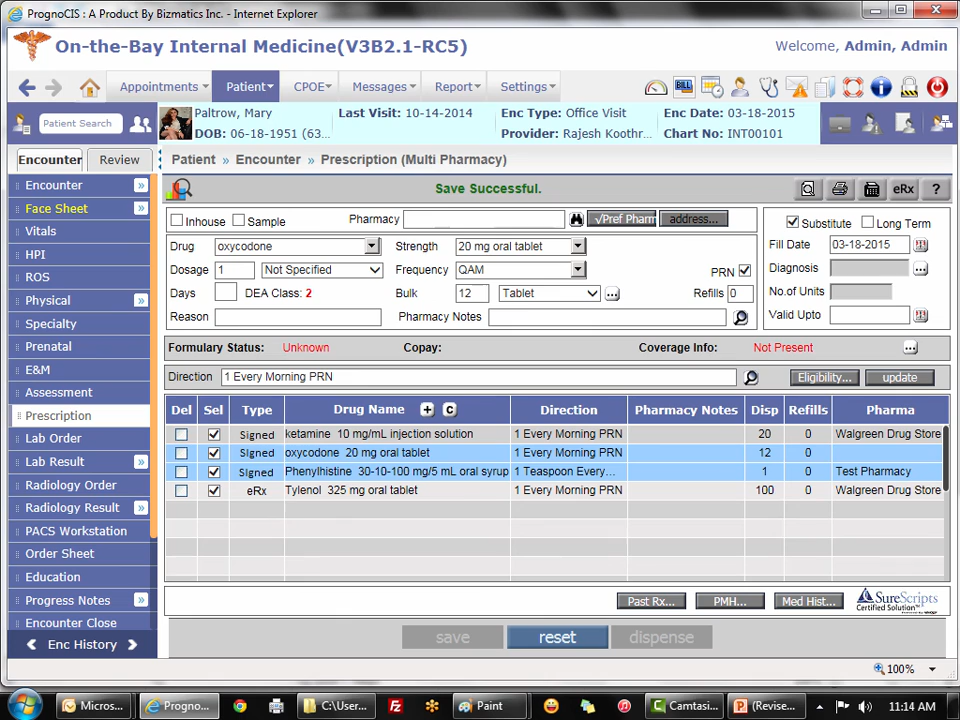 PrognoCIS : A Product By Bizmatics Inc. - Internet Explorer
On-the-Bay Internal Medicine(V3B2.1-RC5)
Welcome, Admin, Admin
Appointments
Patient
CPOE
Messages
Report
Settings
BILL
Patient Search
Paltrow, Mary
DOB: 06-18-1951 (63...
Last Visit: 10-14-2014
Enc Type: Office Visit
Provider: Rajesh Koothr...
Enc Date: 03-18-2015
Chart No: INT00101
Encounter Review
Patient » Encounter » Prescription (Multi Pharmacy)
Encounter »
Face Sheet »
Vitals
HPI
ROS
Physical »
Specialty
Prenatal
E&M
Assessment
Prescription
Lab Order
Lab Result »
Radiology Order
Radiology Result »
PACS Workstation
Order Sheet
Education
Progress Notes »
Encounter Close
Enc History
Save Successful.
eRx ?
Inhouse Sample Pharmacy √Pref Pharm address...
Substitute Long Term
Drug oxycodone Strength 20 mg oral tablet
Fill Date 03-18-2015
Dosage 1 Not Specified Frequency QAM PRN
Diagnosis ...
Days DEA Class: 2 Bulk 12 Tablet ... Refills 0
No.of Units
Reason Pharmacy Notes
Valid Upto
Formulary Status: Unknown Copay: Coverage Info: Not Present ...
Direction 1 Every Morning PRN Eligibility... update
Del Sel Type Drug Name + C Direction Pharmacy Notes Disp Refills Pharma
Signed ketamine 10 mg/mL injection solution 1 Every Morning PRN 20 0 Walgreen Drug Store
Signed oxycodone 20 mg oral tablet 1 Every Morning PRN 12 0
Signed Phenylhistine 30-10-100 mg/5 mL oral syrup 1 Teaspoon Every... 1 0 Test Pharmacy
eRx Tylenol 325 mg oral tablet 1 Every Morning PRN 100 0 Walgreen Drug Store
Past Rx... PMH... Med Hist...
SureScripts
Certified Solution
save reset dispense
100%
Micros...
Progno...
C:\User...
Fz
Paint
Camtasi...
(Revise...
11:14 AM